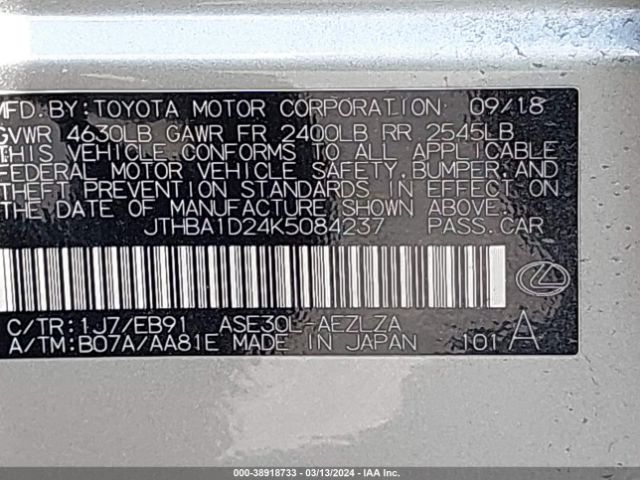 MFD. BY: TOYOTA MOTOR CORPORATION 09/18
GVWR 4630LB GAWR FR 2400LB RR 2545LB
THIS VEHICLE CONFORMS TO ALL APPLICABLE
FEDERAL MOTOR VEHICLE SAFETY, BUMPER, AND
THEFT PREVENTION STANDARDS IN EFFECT ON
THE DATE OF MANUFACTURE SHOWN ABOVE.
JTHBA1D24K5084237 PASS. CAR
C/TR: 1J7/EB91 ASE30L-AEZLZA
A/TM: B07A/AA81E MADE IN JAPAN 101 A
000-38918733 — 03/13/2024 — IAA Inc.